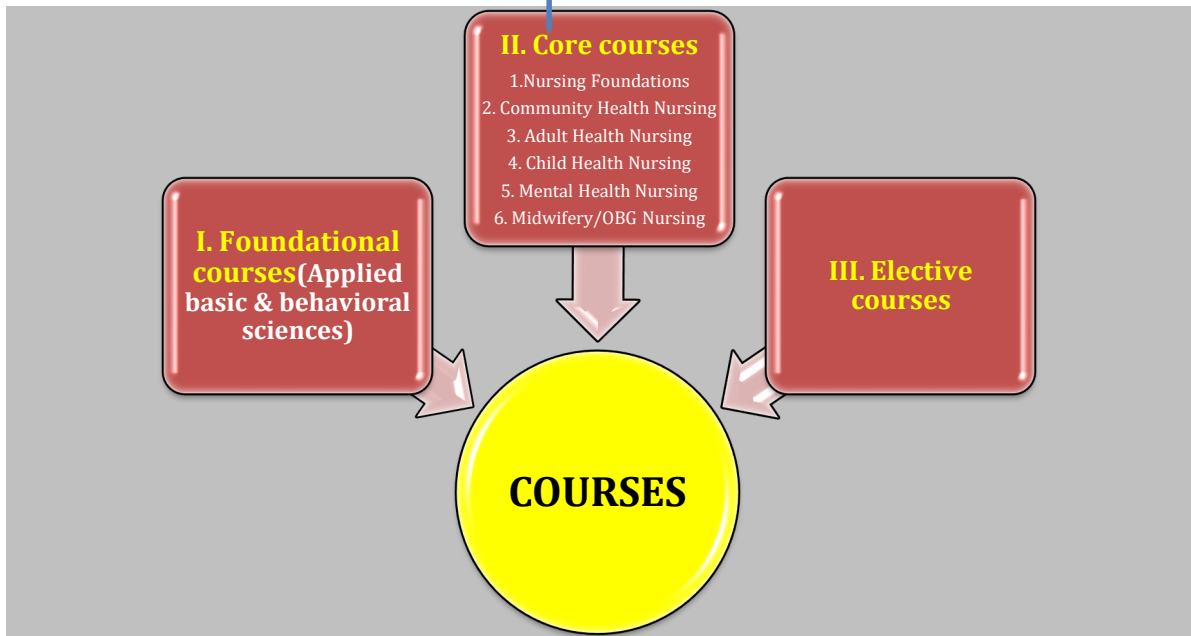 II. Core courses
1.Nursing Foundations
2. Community Health Nursing
3. Adult Health Nursing
4. Child Health Nursing
5. Mental Health Nursing
6. Midwifery/OBG Nursing
I. Foundational
courses(Applied
basic & behavioral
sciences)
III. Elective
courses
COURSES